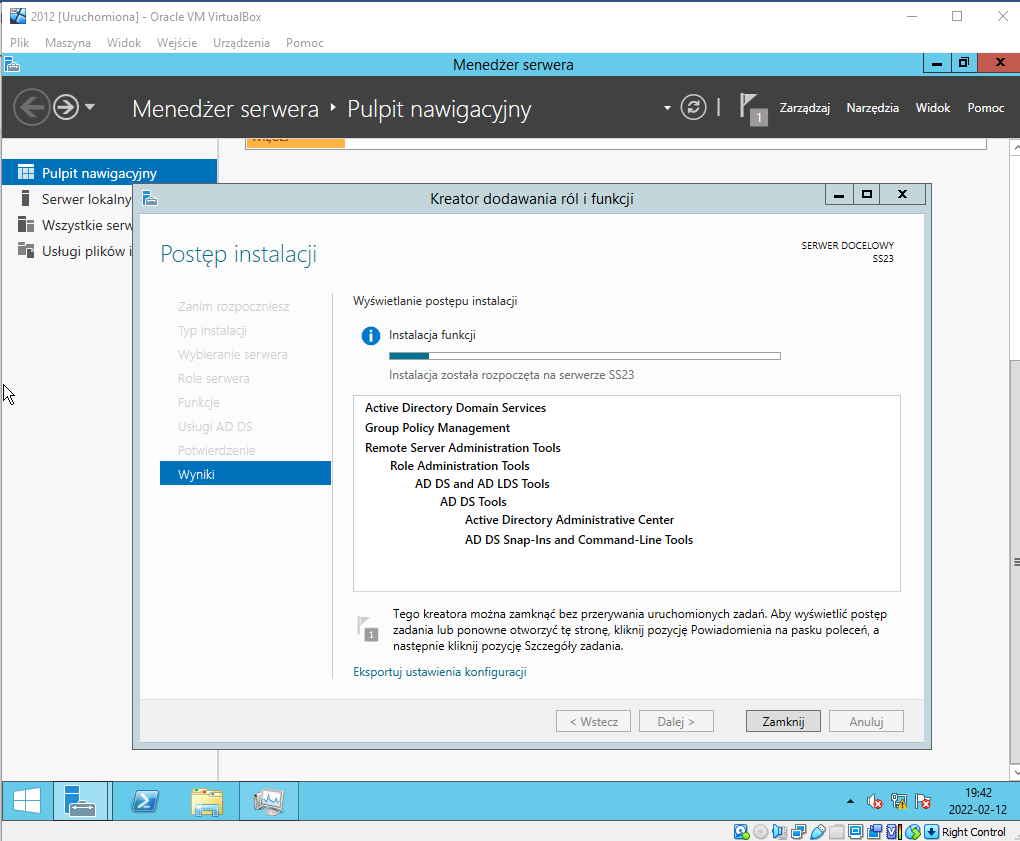 2012 [Uruchomiona] - Oracle VM VirtualBox
Plik Maszyna Widok Wejście Urządzenia Pomoc
Menedżer serwera
Menedżer serwera Pulpit nawigacyjny
1 Zarządzaj Narzędzia Widok Pomoc
Pulpit nawigacyjny
Serwer lokalny
Wszystkie serw
Usługi plików i
Kreator dodawania ról i funkcji
Postęp instalacji
SERWER DOCELOWY
SS23
Zanim rozpoczniesz
Typ instalacji
Wybieranie serwera
Role serwera
Funkcje
Usługi AD DS
Potwierdzenie
Wyniki
Wyświetlanie postępu instalacji
Instalacja funkcji
Instalacja została rozpoczęta na serwerze SS23
Active Directory Domain Services
Group Policy Management
Remote Server Administration Tools
Role Administration Tools
AD DS and AD LDS Tools
AD DS Tools
Active Directory Administrative Center
AD DS Snap-Ins and Command-Line Tools
1
Tego kreatora można zamknąć bez przerywania uruchomionych zadań. Aby wyświetlić postęp
zadania lub ponowne otworzyć tę stronę, kliknij pozycję Powiadomienia na pasku poleceń, a
następnie kliknij pozycję Szczegóły zadania.
Eksportuj ustawienia konfiguracji
< Wstecz Dalej > Zamknij Anuluj
19:42
2022-02-12
Right Control